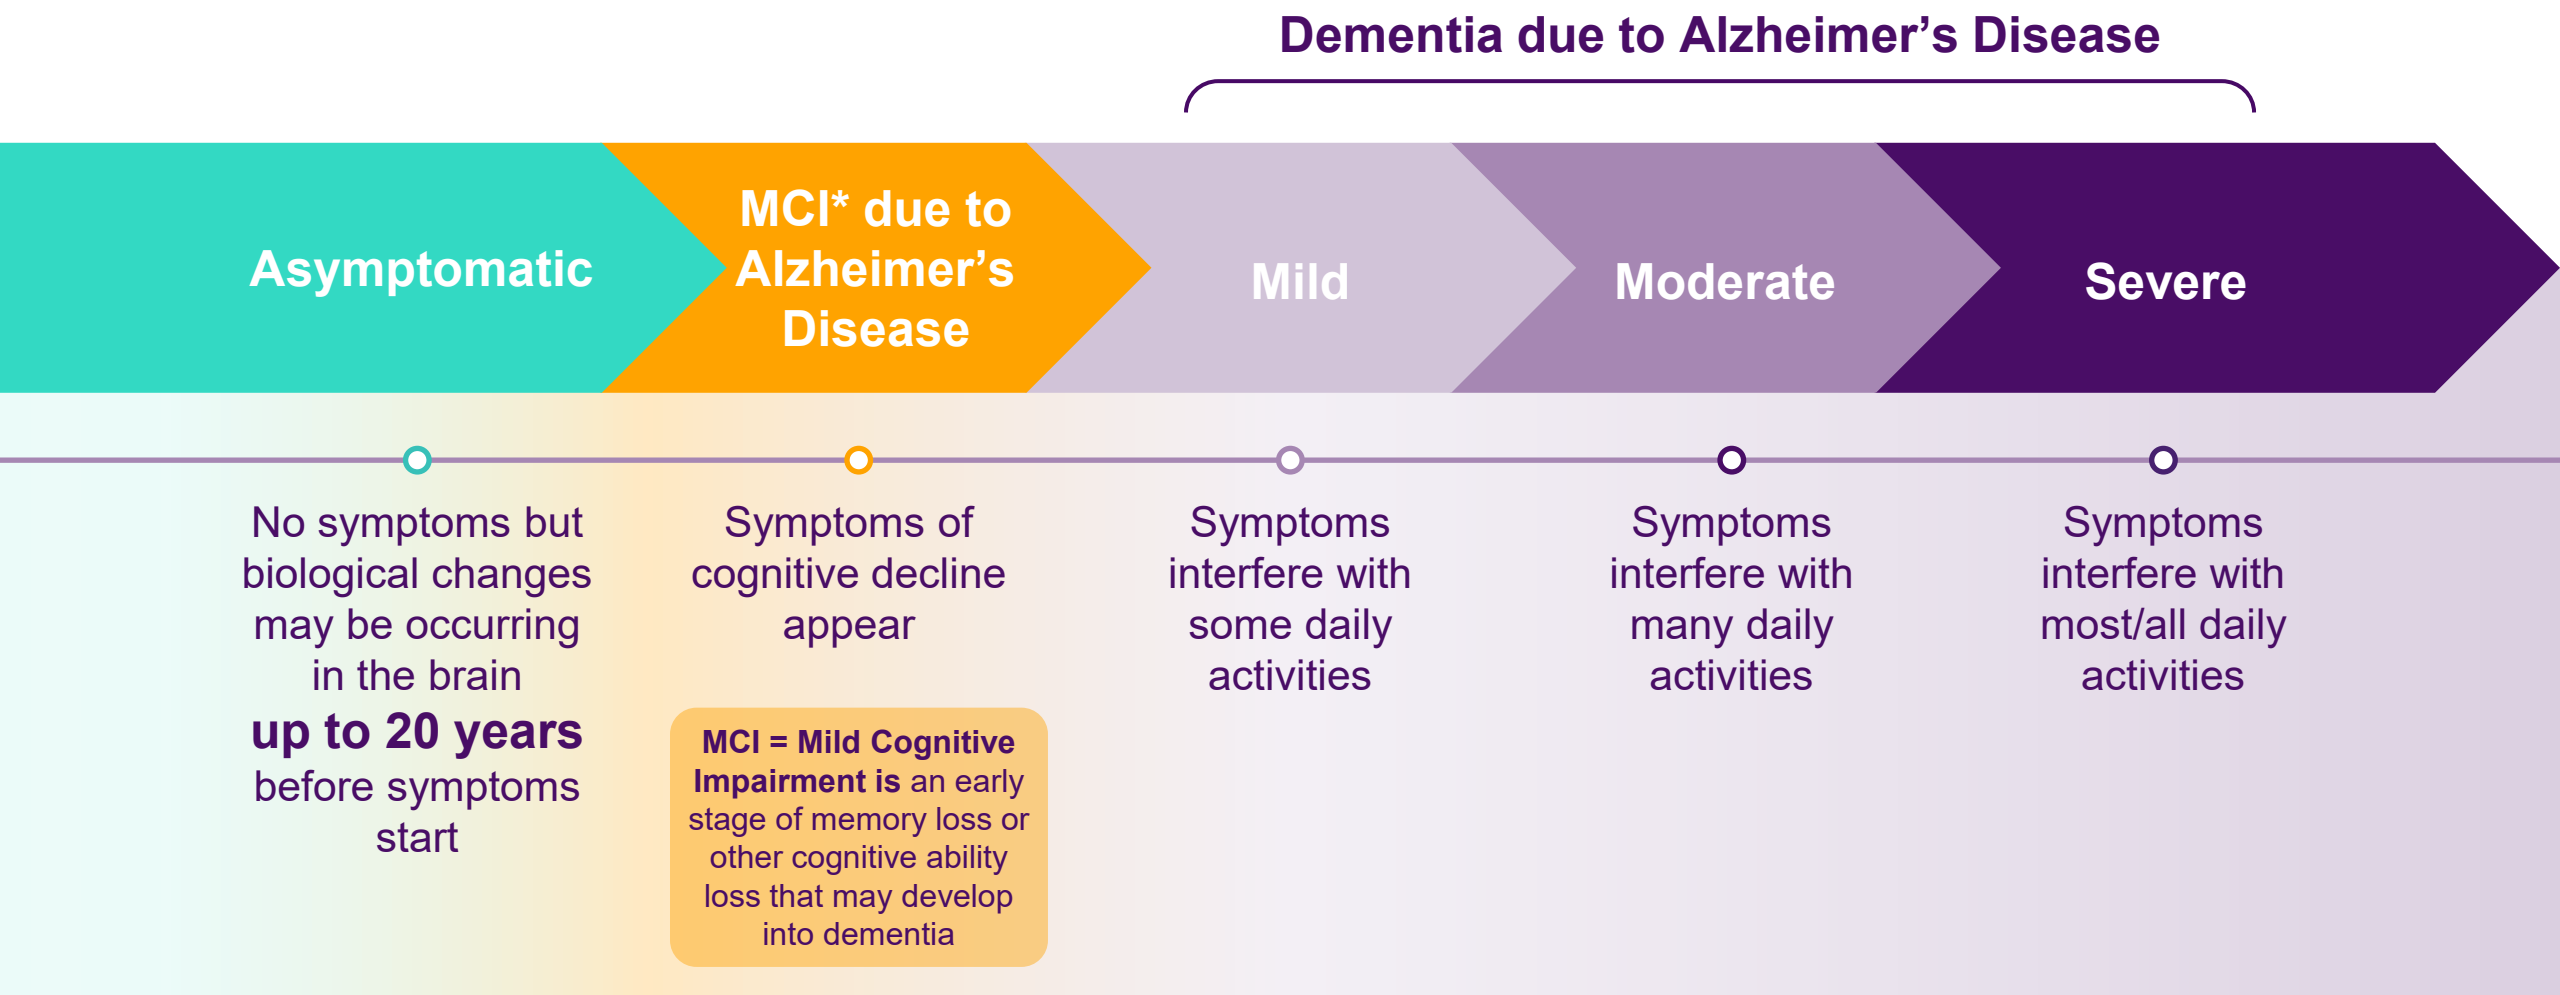 Dementia due to Alzheimer’s Disease
Asymptomatic
MCI* due to
Alzheimer’s
Disease
Mild
Moderate
Severe
No symptoms but
biological changes
may be occurring
in the brain
up to 20 years
before symptoms
start
Symptoms of
cognitive decline
appear
MCI = Mild Cognitive
Impairment is an early
stage of memory loss or
other cognitive ability
loss that may develop
into dementia
Symptoms
interfere with
some daily
activities
Symptoms
interfere with
many daily
activities
Symptoms
interfere with
most/all daily
activities